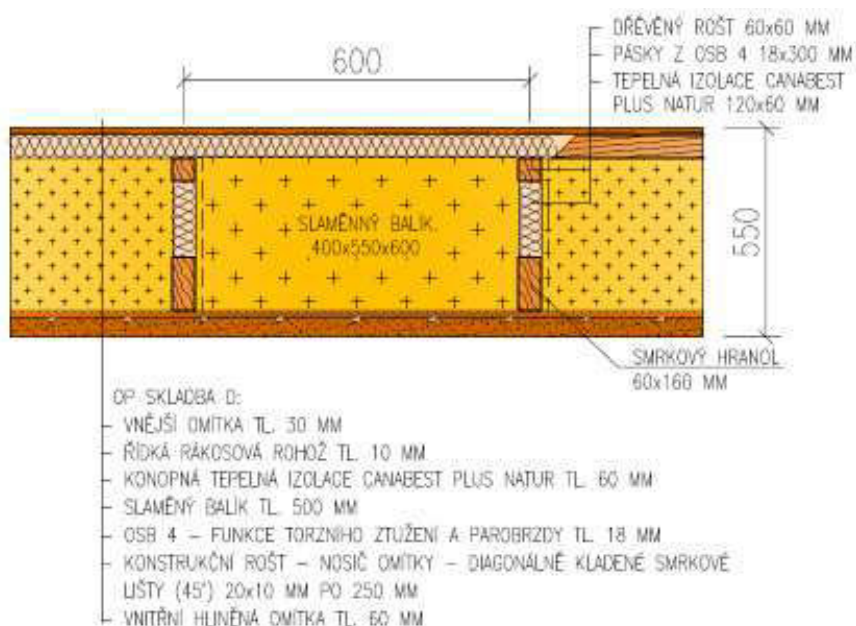 DŘEVĚNÝ ROŠT 60x60 MM
PÁSKY Z OSB 4 18x300 MM
TEPELNÁ IZOLACE CANABEST
PLUS NATUR 120x60 MM
600
SLAMĚNNÝ BALÍK
400x550x600
550
SMRKOVÝ HRANOL
60x160 MM
OP SKLADBA D:
VNĚJŠÍ OMÍTKA TL. 30 MM
ŘÍDKÁ RÁKOSOVÁ ROHOŽ TL. 10 MM
KONOPNÁ TEPELNÁ IZOLACE CANABEST PLUS NATUR TL. 60 MM
SLAMĚNÝ BALÍK TL. 500 MM
OSB 4 – FUNKCE TORZNÍHO ZTUŽENÍ A PAROBRZDY TL. 18 MM
KONSTRUKČNÍ ROŠT – NOSIČ OMÍTKY – DIAGONÁLNĚ KLADENÉ SMRKOVÉ
LIŠTY (45°) 20x10 MM PO 250 MM
VNITŘNÍ HLINĚNÁ OMÍTKA TL. 60 MM